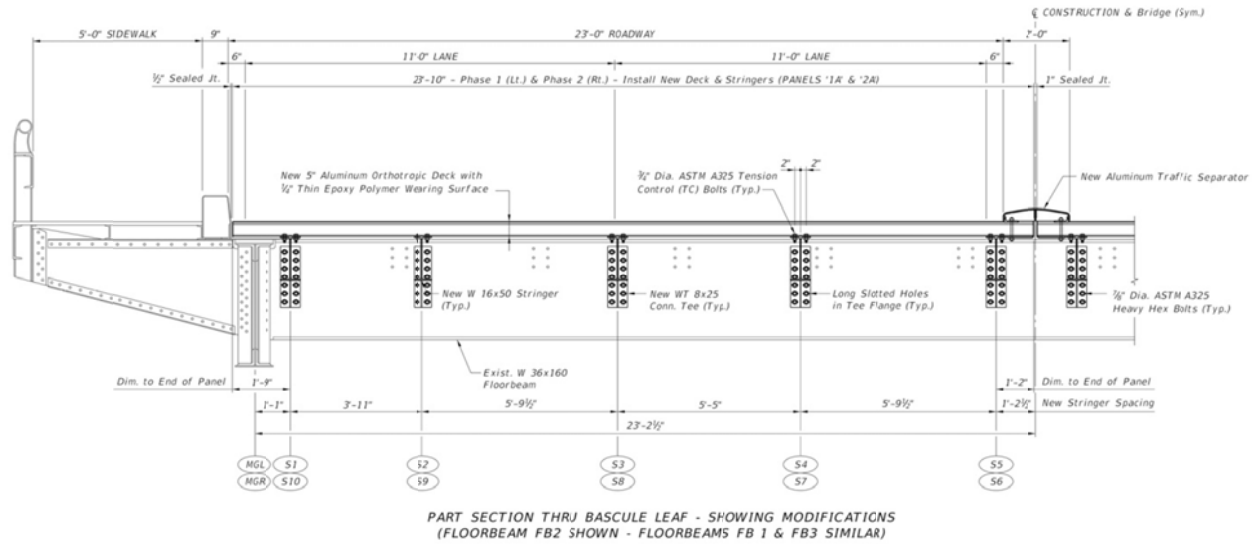 ℄ CONSTRUCTION & Bridge (Sym.)
5'-0" SIDEWALK
9"
23'-0" ROADWAY
2'-0"
6"
11'-0" LANE
11'-0" LANE
6"
½" Sealed Jt.
23'-10" - Phase 1 (Lt.) & Phase 2 (Rt.) - Install New Deck & Stringers (PANELS '1A' & '2A')
1" Sealed Jt.
2"
2"
New 5" Aluminum Orthotropic Deck with
¼" Thin Epoxy Polymer Wearing Surface
¾" Dia. ASTM A325 Tension
Control (TC) Bolts (Typ.)
New Aluminum Traffic Separator
New W 16x50 Stringer
(Typ.)
New WT 8x25
Conn. Tee (Typ.)
Long Slotted Holes
in Tee Flange (Typ.)
⅞" Dia. ASTM A325
Heavy Hex Bolts (Typ.)
Exist. W 36x160
Floorbeam
Dim. to End of Panel
1'-9"
1'-2"
Dim. to End of Panel
1'-1"
3'-11"
5'-9½"
5'-5"
5'-9½"
1'-2½"
New Stringer Spacing
23'-2½"
MGL
S1
S2
S3
S4
S5
MGR
S10
S9
S8
S7
S6
PART SECTION THRU BASCULE LEAF - SHOWING MODIFICATIONS
(FLOORBEAM FB2 SHOWN - FLOORBEAMS FB 1 & FB3 SIMILAR)